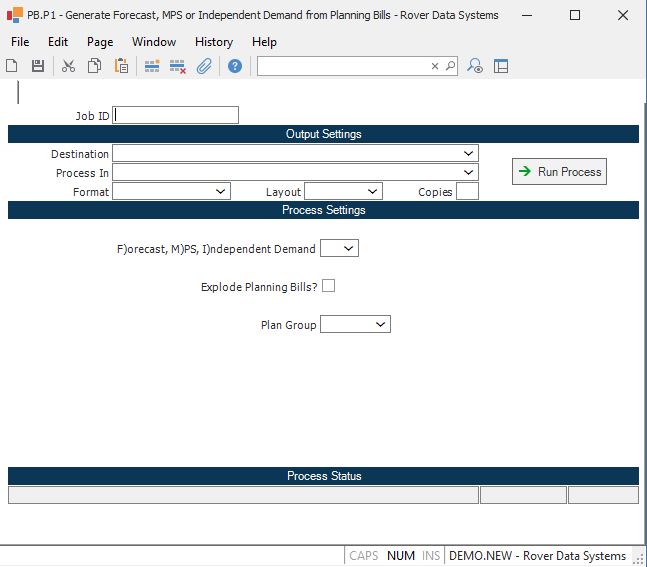 PB.P1 - Generate Forecast, MPS or Independent Demand from Planning Bills - Rover Data Systems
File Edit Page Window History Help
Job ID
Output Settings
Destination
Process In
Run Process
Format Layout Copies
Process Settings
F)orecast, M)PS, I)ndependent Demand
Explode Planning Bills?
Plan Group
Process Status
CAPS NUM INS DEMO.NEW - Rover Data Systems